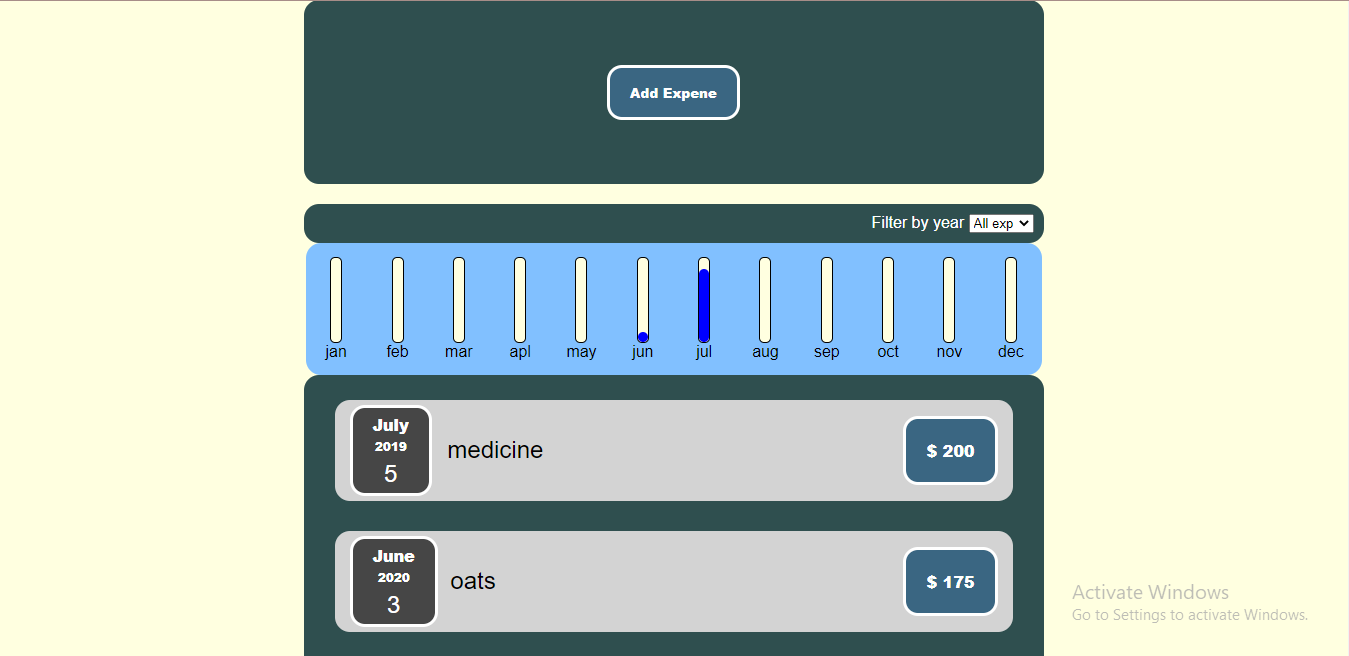 Add Expene
Filter by year All exp
jan feb mar apl may jun jul aug sep oct nov dec
July
2019
5
medicine
$ 200
June
2020
3
oats
$ 175
Activate Windows
Go to Settings to activate Windows.